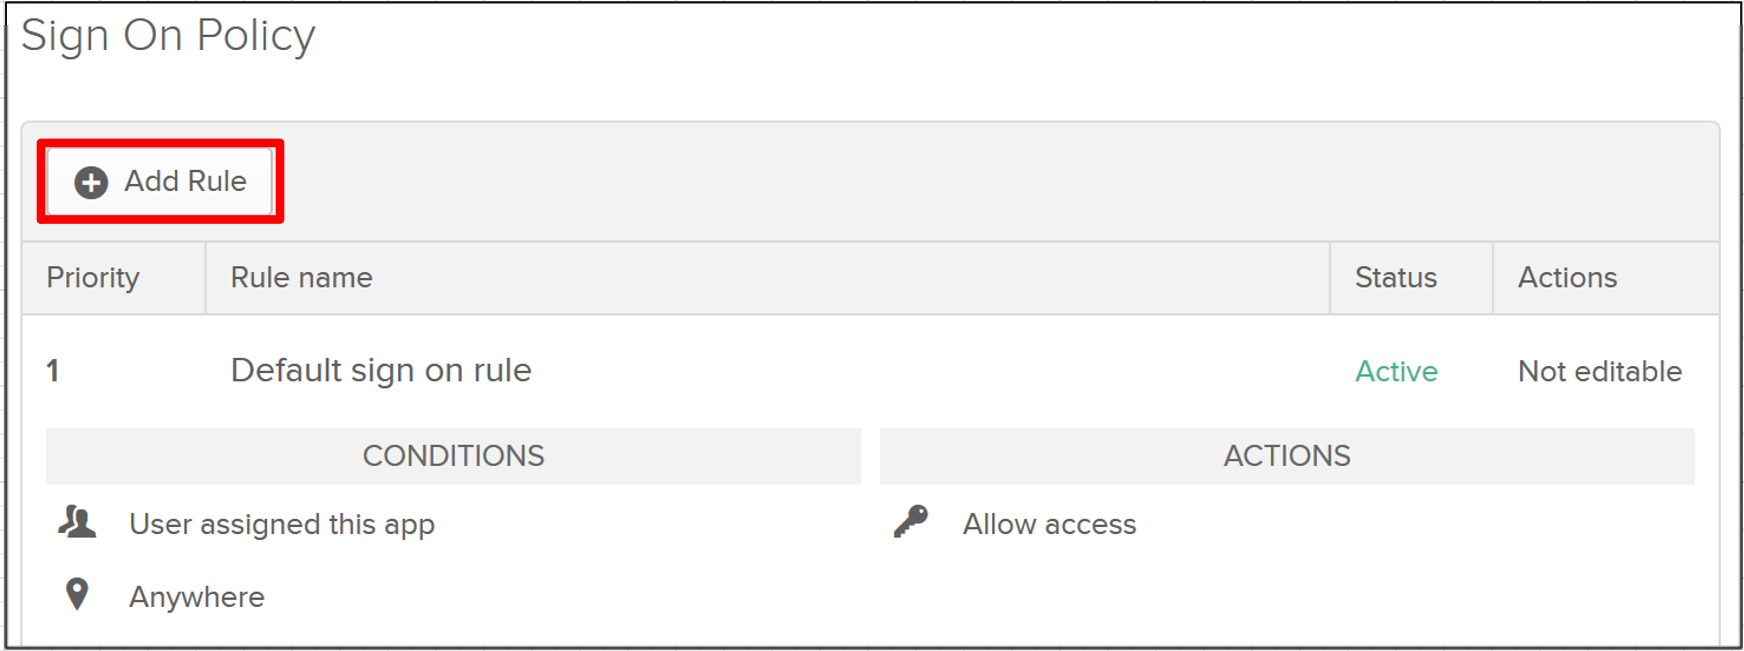 Sign On Policy
Add Rule
Priority Rule name Status Actions
1 Default sign on rule Active Not editable
CONDITIONS ACTIONS
User assigned this app Allow access
Anywhere